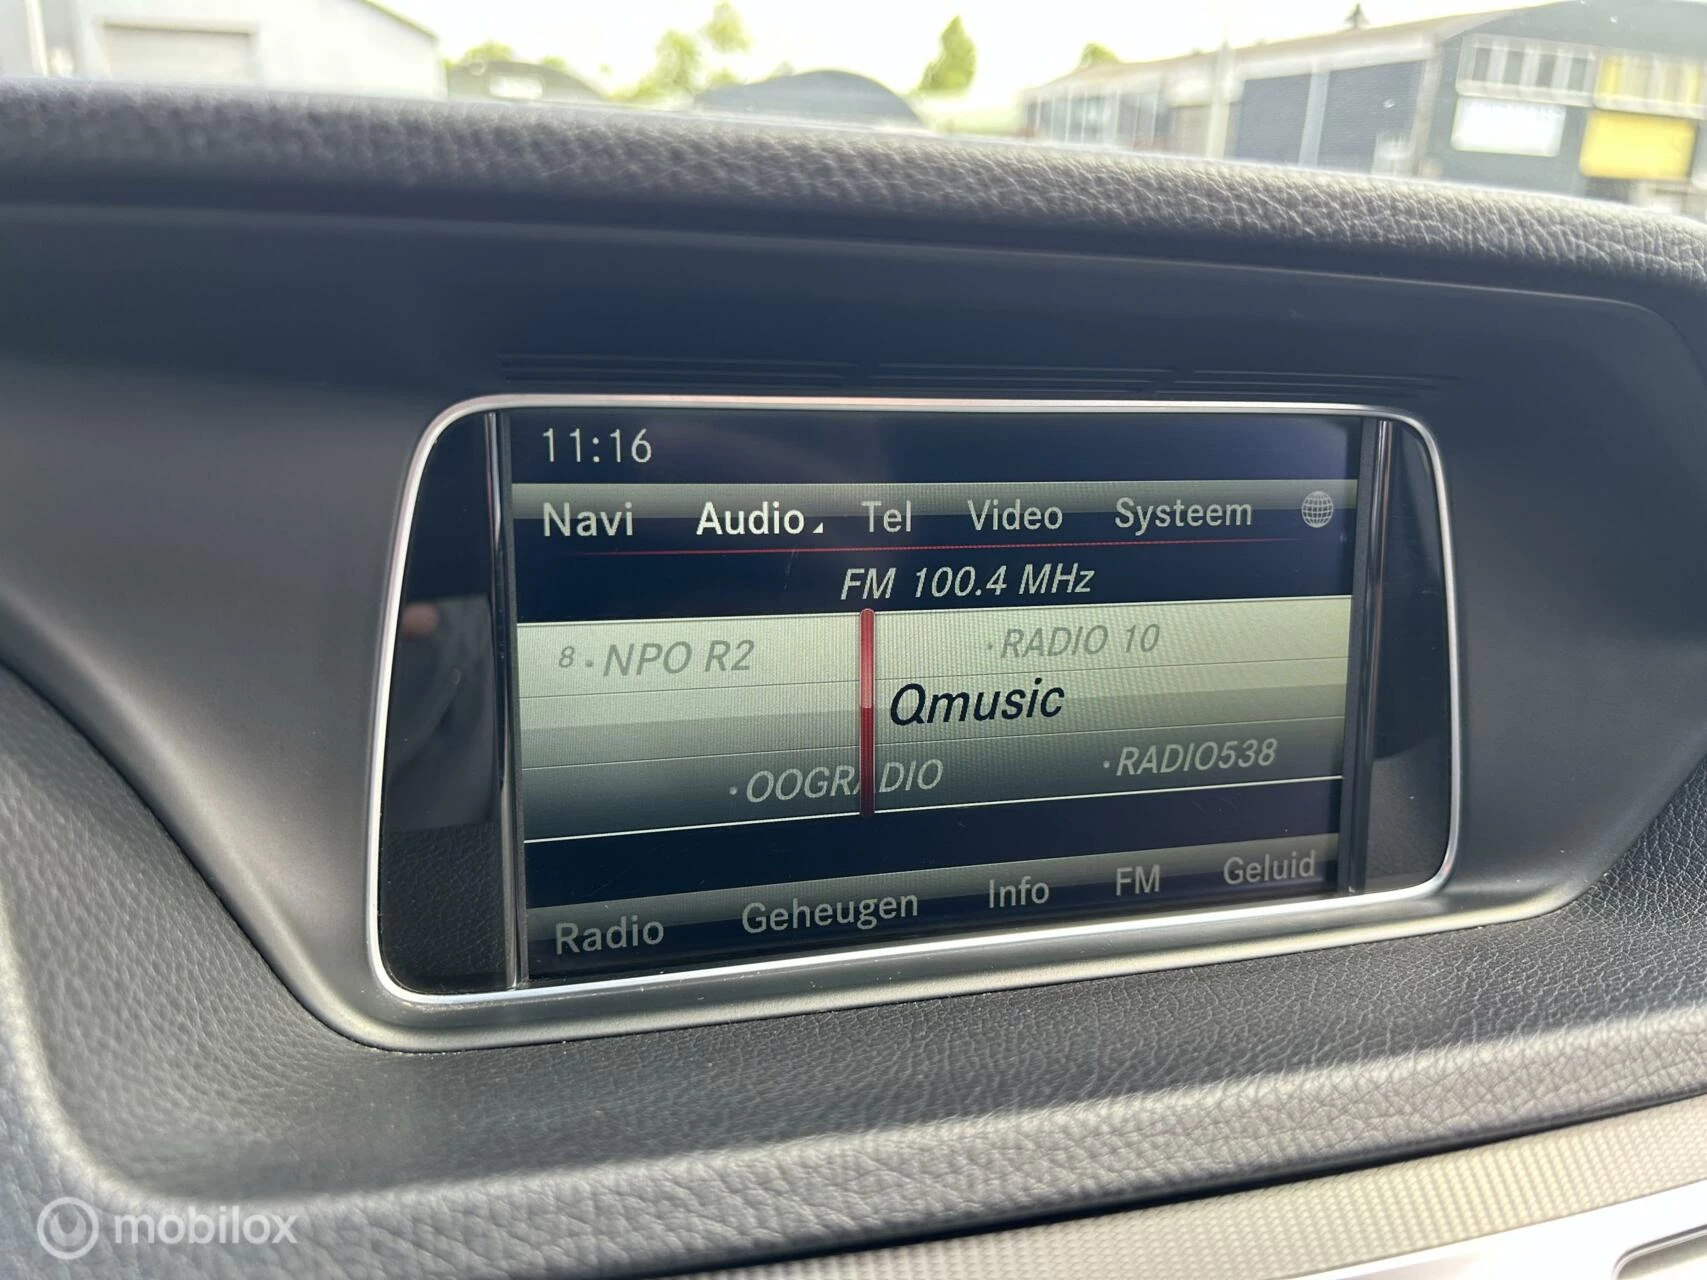 11:16
Navi Audio Tel Video Systeem
FM 100.4 MHz
8 · NPO R2 · RADIO 10
Qmusic
· OOGRADIO · RADIO538
Radio Geheugen Info FM Geluid
mobilox